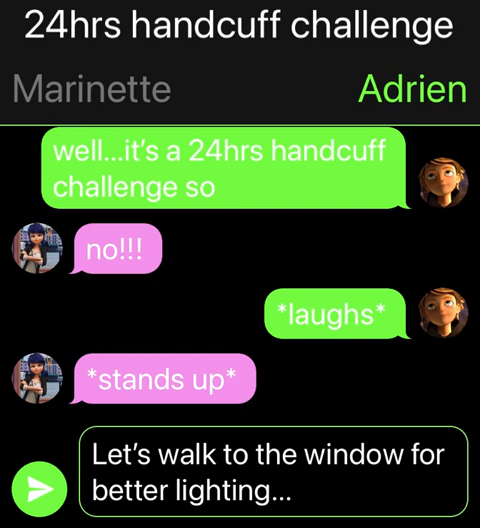 24hrs handcuff challenge
Marinette
Adrien
well...it's a 24hrs handcuff
challenge so
no!!!
*laughs*
*stands up*
Let's walk to the window for
better lighting...